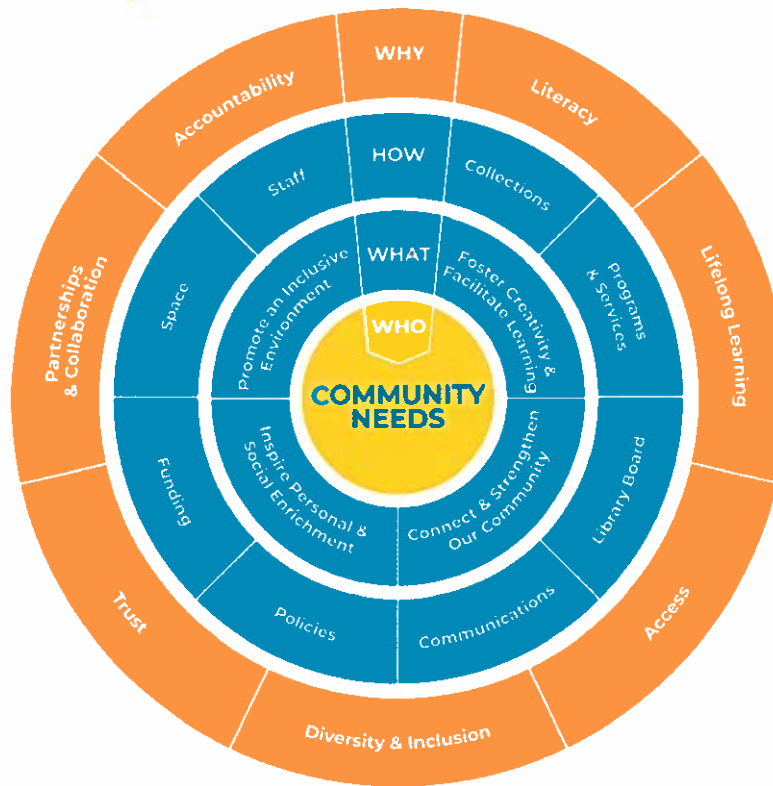 WHY
Literacy
Lifelong Learning
Access
Diversity & Inclusion
Trust
Partnerships
& Collaboration
Accountability
HOW
Collections
Programs
& Services
Library Board
Communications
Policies
Funding
Space
Staff
WHAT
Foster Creativity &
Facilitate Learning
Connect & Strengthen
Our Community
Inspire Personal &
Social Enrichment
Promote an Inclusive
Environment
WHO
COMMUNITY
NEEDS